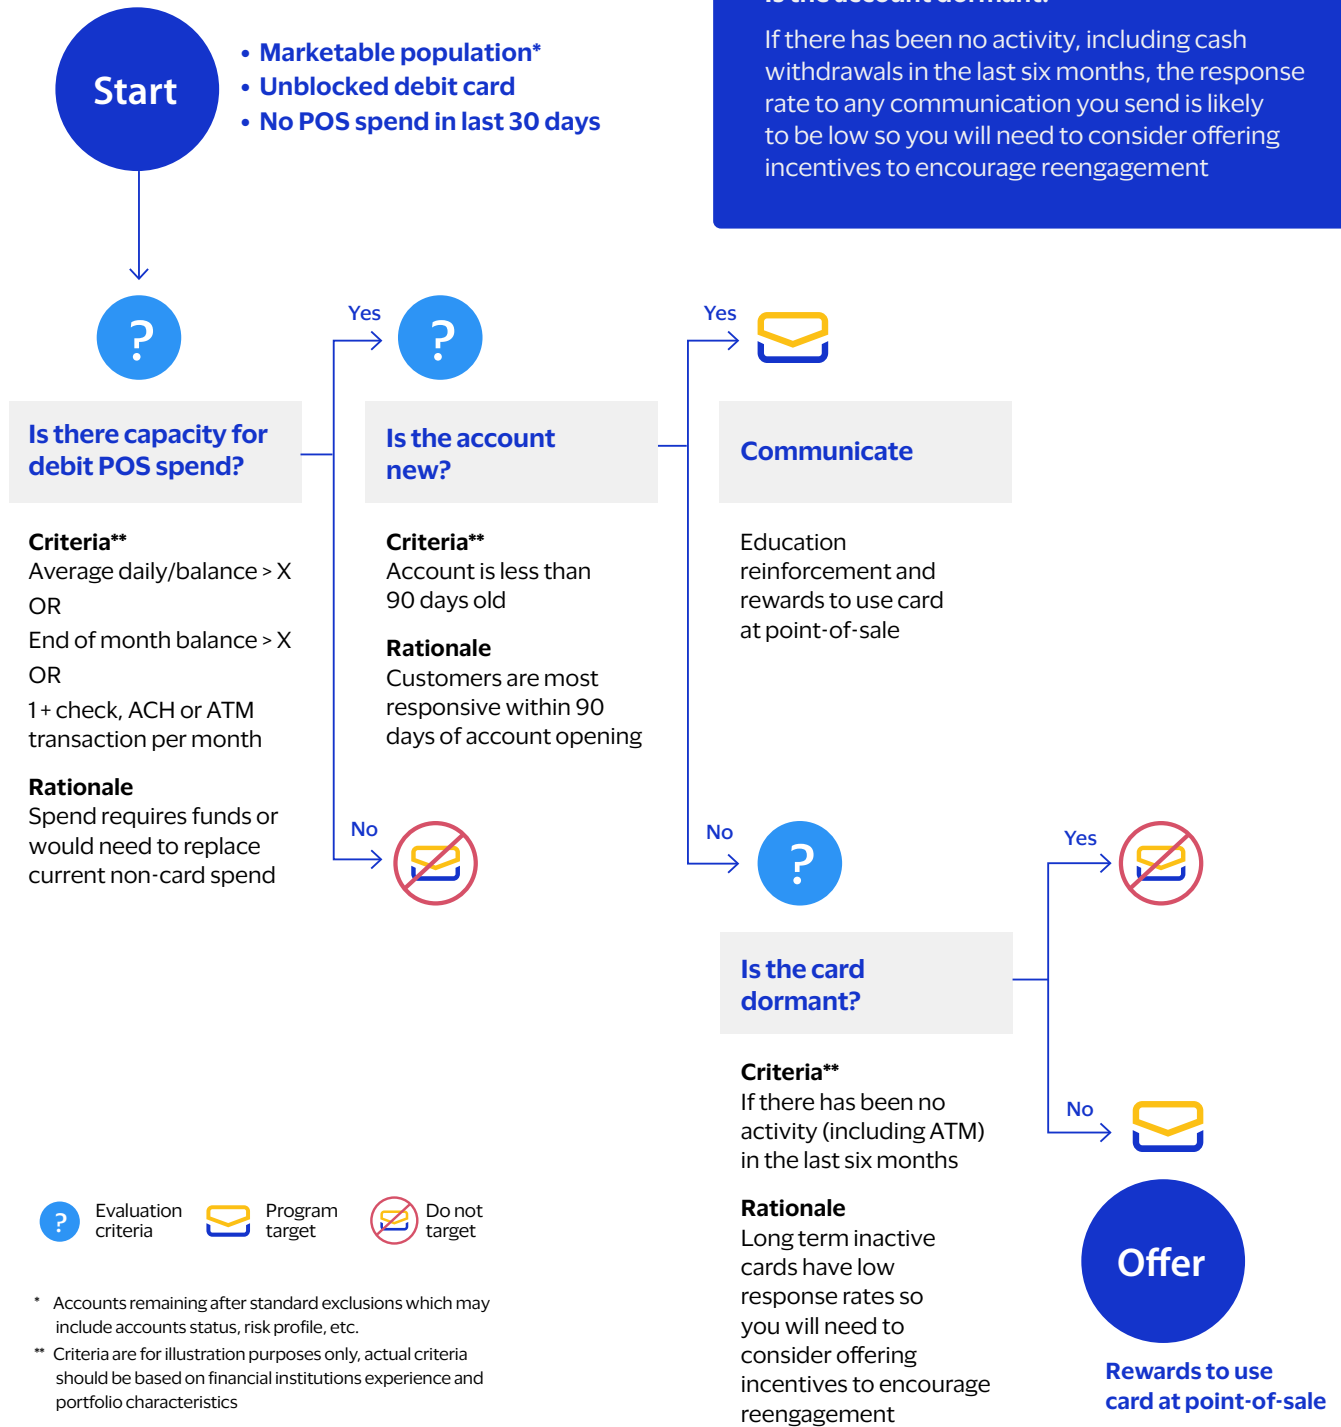 Start
• Marketable population*
• Unblocked debit card
• No POS spend in last 30 days
If there has been no activity, including cash
withdrawals in the last six months, the response
rate to any communication you send is likely
to be low so you will need to consider offering
incentives to encourage reengagement
?
Is there capacity for
debit POS spend?
Criteria**
Average daily/balance > X
OR
End of month balance > X
OR
1+ check, ACH or ATM
transaction per month
Rationale
Spend requires funds or
would need to replace
current non-card spend
Yes
?
Is the account
new?
Criteria**
Account is less than
90 days old
Rationale
Customers are most
responsive within 90
days of account opening
No
Yes
Communicate
Education
reinforcement and
rewards to use card
at point-of-sale
No
?
Is the card
dormant?
Criteria**
If there has been no
activity (including ATM)
in the last six months
Rationale
Long term inactive
cards have low
response rates so
you will need to
consider offering
incentives to encourage
reengagement
Yes
No
Offer
Rewards to use
card at point-of-sale
?
Evaluation
criteria
Program
target
Do not
target
* Accounts remaining after standard exclusions which may
include accounts status, risk profile, etc.
** Criteria are for illustration purposes only, actual criteria
should be based on financial institutions experience and
portfolio characteristics